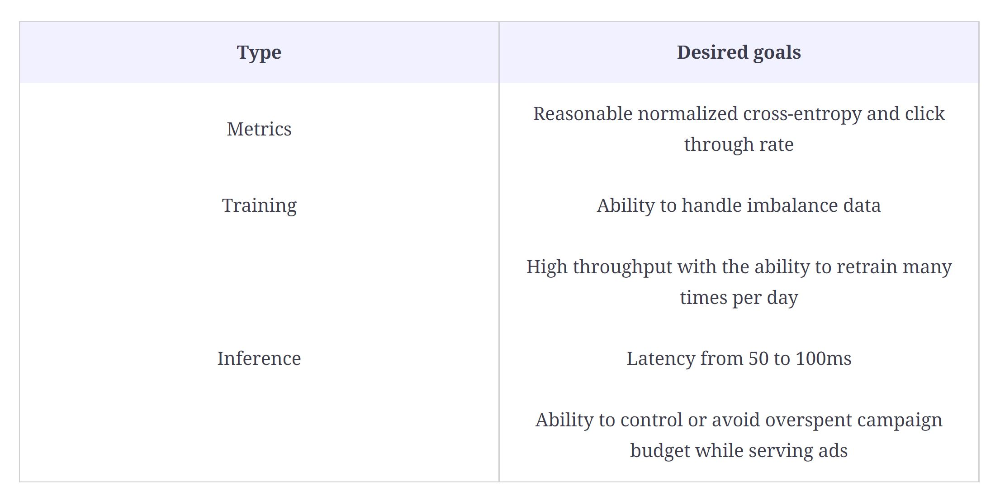 Type
Desired goals
Metrics
Reasonable normalized cross-entropy and click
through rate
Training
Ability to handle imbalance data
High throughput with the ability to retrain many
times per day
Inference
Latency from 50 to 100ms
Ability to control or avoid overspent campaign
budget while serving ads